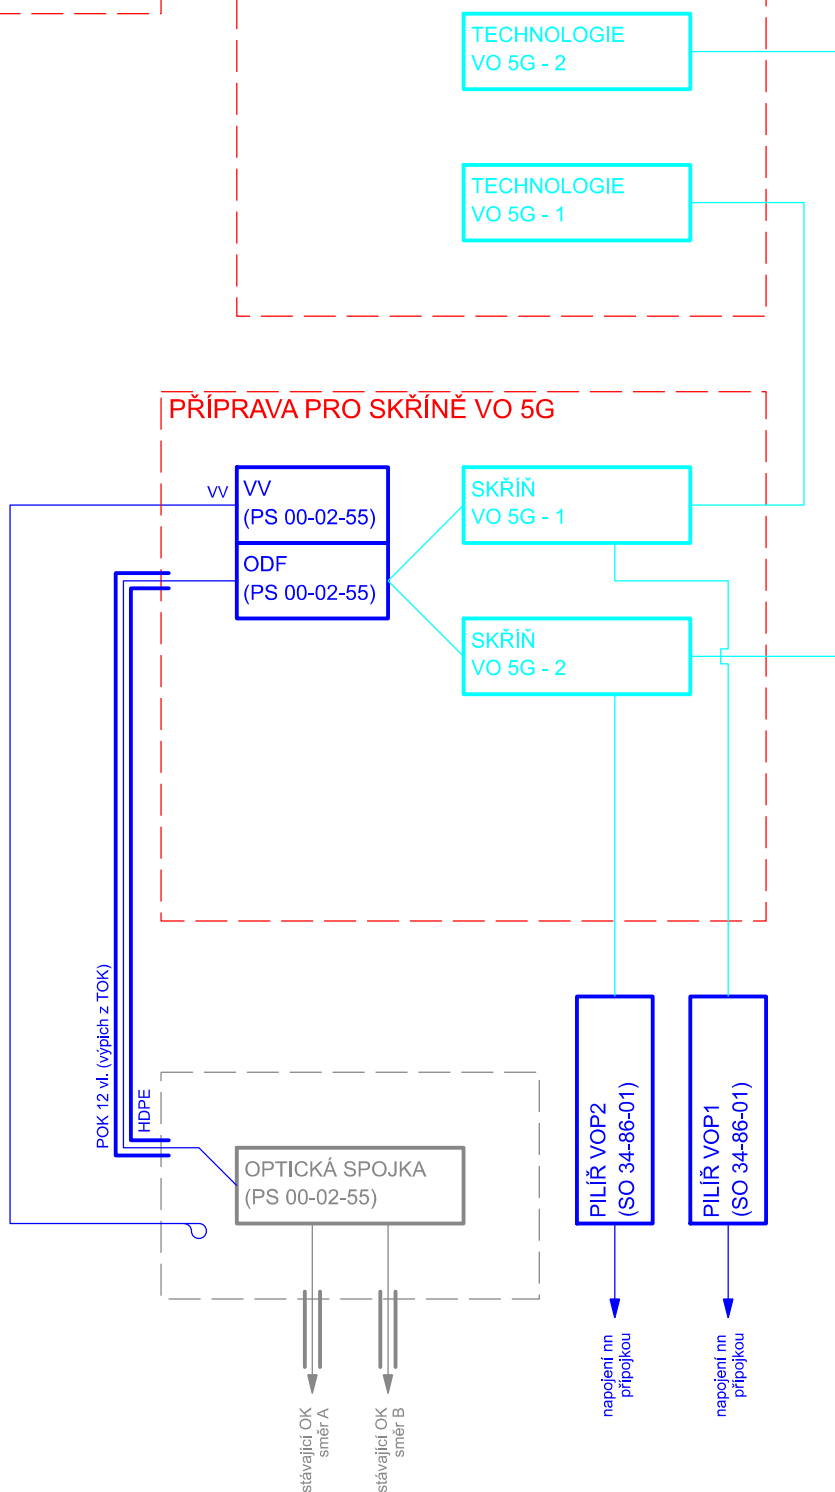 TECHNOLOGIE
VO 5G - 2
TECHNOLOGIE
VO 5G - 1
PŘÍPRAVA PRO SKŘÍNĚ VO 5G
VV
VV
(PS 00-02-55)
ODF
(PS 00-02-55)
SKŘÍŇ
VO 5G - 1
SKŘÍŇ
VO 5G - 2
POK 12 vl. (výpich z TOK)
HDPE
OPTICKÁ SPOJKA
(PS 00-02-55)
PILÍŘ VOP2
(SO 34-86-01)
PILÍŘ VOP1
(SO 34-86-01)
stávající OK
směr A
stávající OK
směr B
napojení nn
přípojkou
napojení nn
přípojkou